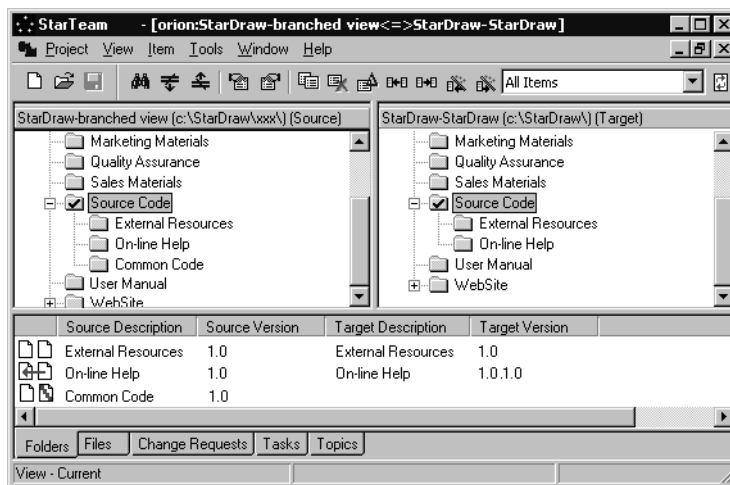 StarTeam - [orion:StarDraw-branched view<=>StarDraw-StarDraw]
Project View Item Tools Window Help
All Items
StarDraw-branched view (c:\StarDraw\xxx\) (Source)
Marketing Materials
Quality Assurance
Sales Materials
Source Code
External Resources
On-line Help
Common Code
User Manual
WebSite
StarDraw-StarDraw (c:\StarDraw\) (Target)
Marketing Materials
Quality Assurance
Sales Materials
Source Code
External Resources
On-line Help
User Manual
WebSite
Source Description Source Version Target Description Target Version
External Resources 1.0 External Resources 1.0
On-line Help 1.0 On-line Help 1.0.1.0
Common Code 1.0
Folders Files Change Requests Tasks Topics
View - Current